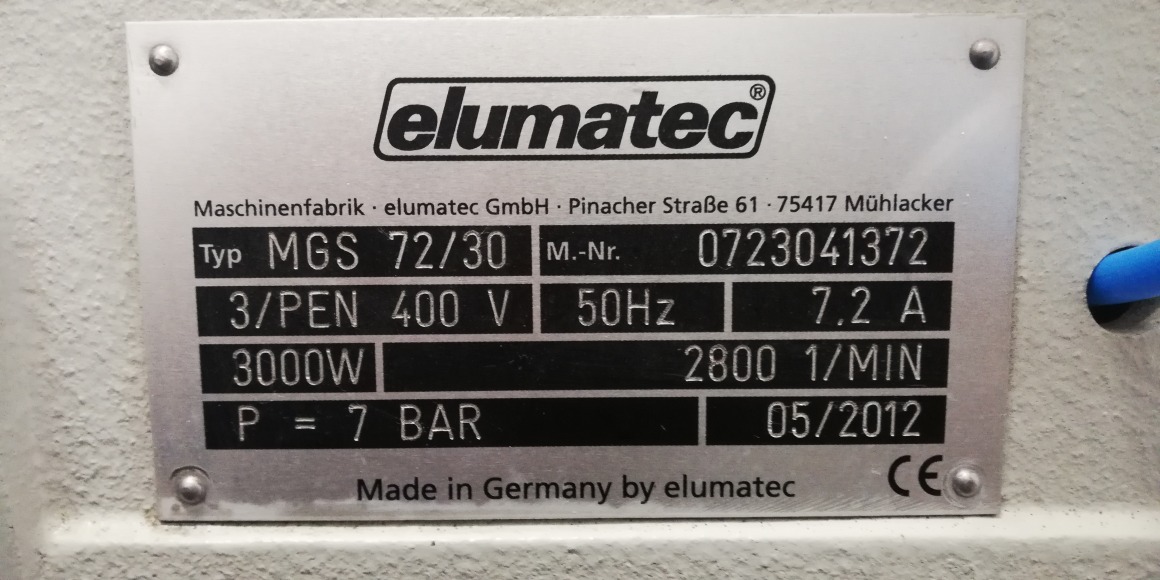 elumatec®
Maschinenfabrik · elumatec GmbH · Pinacher Straße 61 · 75417 Mühlacker
Typ MGS 72/30 M.-Nr. 0723041372
3/PEN 400 V 50Hz 7,2 A
3000W 2800 1/MIN
P = 7 BAR 05/2012
Made in Germany by elumatec CE